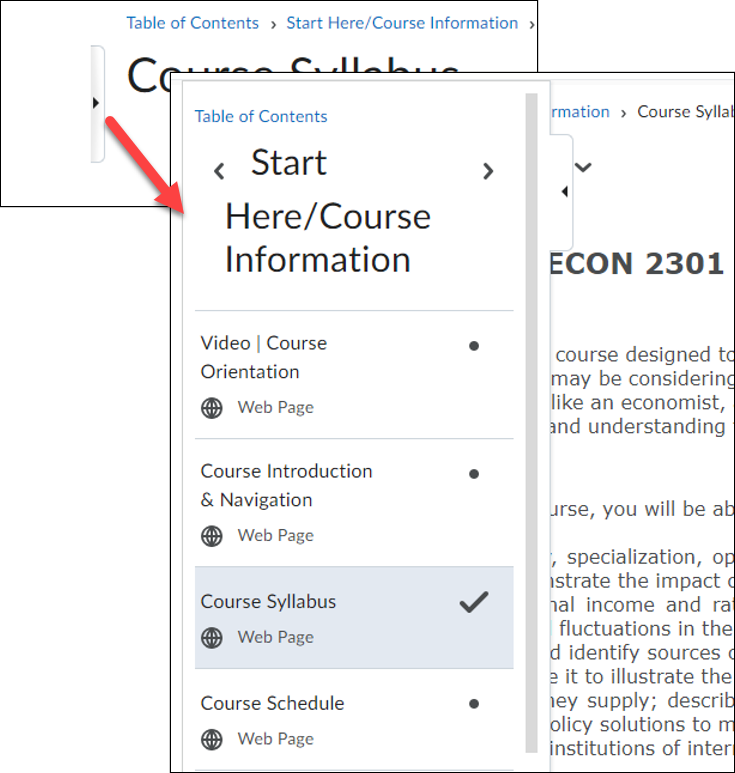 Table of Contents › Start Here/Course Information ›
Course Syllabus
Table of Contents
Start
Here/Course
Information
Video | Course
Orientation
Web Page
Course Introduction
& Navigation
Web Page
Course Syllabus
Web Page
Course Schedule
Web Page
rmation › Course Sylla
ECON 2301
course designed to
may be considering
like an economist,
and understanding
urse, you will be ab
, specialization, op
nstrate the impact
nal income and ra
fluctuations in the
d identify sources
e it to illustrate the
ney supply; describ
olicy solutions to m
institutions of inter